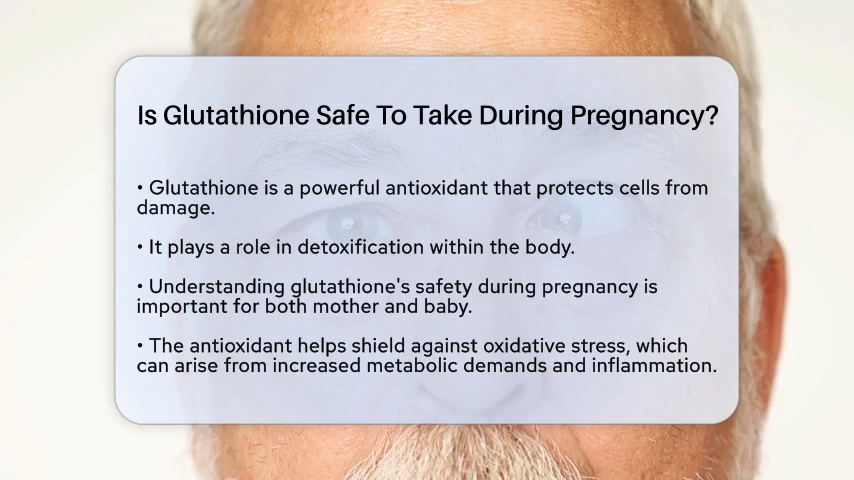 Is Glutathione Safe To Take During Pregnancy?
• Glutathione is a powerful antioxidant that protects cells from
damage.
• It plays a role in detoxification within the body.
• Understanding glutathione's safety during pregnancy is
important for both mother and baby.
• The antioxidant helps shield against oxidative stress, which
can arise from increased metabolic demands and inflammation.